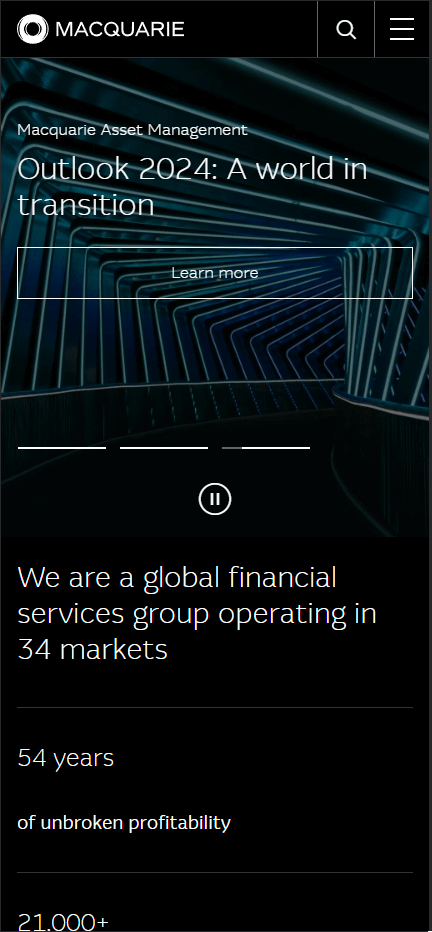 MACQUARIE
Macquarie Asset Management
Outlook 2024: A world in
transition
Learn more
We are a global financial
services group operating in
34 markets
54 years
of unbroken profitability
21,000+